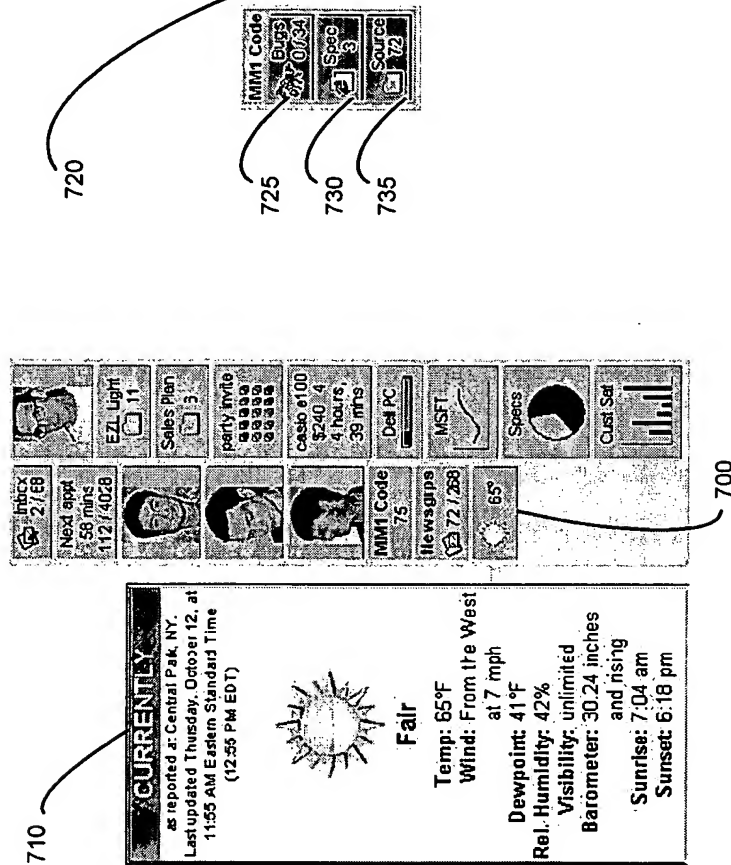 710
CURRENTLY
as reported at: Central Park, NY.
Last updated Thursday, October 12, at
11:55 AM Eastern Standard Time
(12:55 PM EDT)
Fair
Temp: 65°F
Wind: From the West
at 7 mph
Dewpoint: 41°F
Rel. Humidity: 42%
Visibility: unlimited
Barometer: 30.24 inches
and rising
Sunrise: 7:04 am
Sunset: 6:18 pm
Inbox
2 / 68
Next appt
58 mins
112 / 4028
MM1 Code
75
Newsgrps
72 / 268
65°
700
EZL Light
11
Sales Plan
3
party invite
casio e100
$240 4
4 hours,
39 mins
Dell PC
MSFT
Specs
Cust Sat
720
MM1 Code
Bugs
0 / 34
Spec
3
Source
7/2
725
730
735